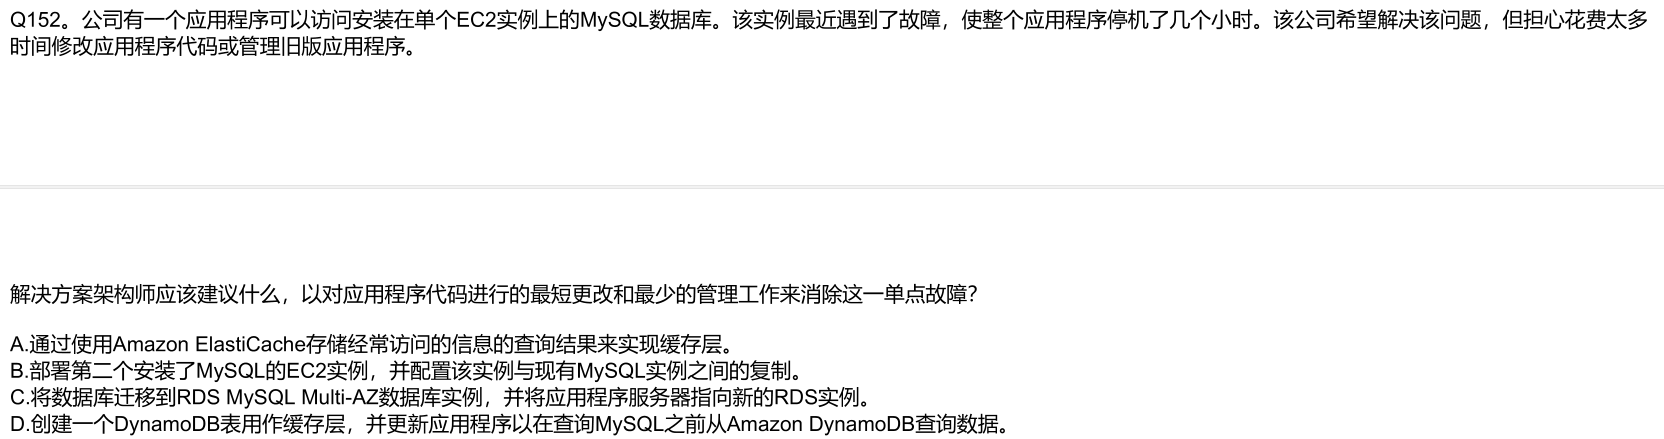 Q152。公司有一个应用程序可以访问安装在单个EC2实例上的MySQL数据库。该实例最近遇到了故障，使整个应用程序停机了几个小时。该公司希望解决该问题，但担心花费太多
时间修改应用程序代码或管理旧版应用程序。
解决方案架构师应该建议什么，以对应用程序代码进行的最短更改和最少的管理工作来消除这一单点故障？
A.通过使用Amazon ElastiCache存储经常访问的信息的查询结果来实现缓存层。
B.部署第二个安装了MySQL的EC2实例，并配置该实例与现有MySQL实例之间的复制。
C.将数据库迁移到RDS MySQL Multi-AZ数据库实例，并将应用程序服务器指向新的RDS实例。
D.创建一个DynamoDB表用作缓存层，并更新应用程序以在查询MySQL之前从Amazon DynamoDB查询数据。